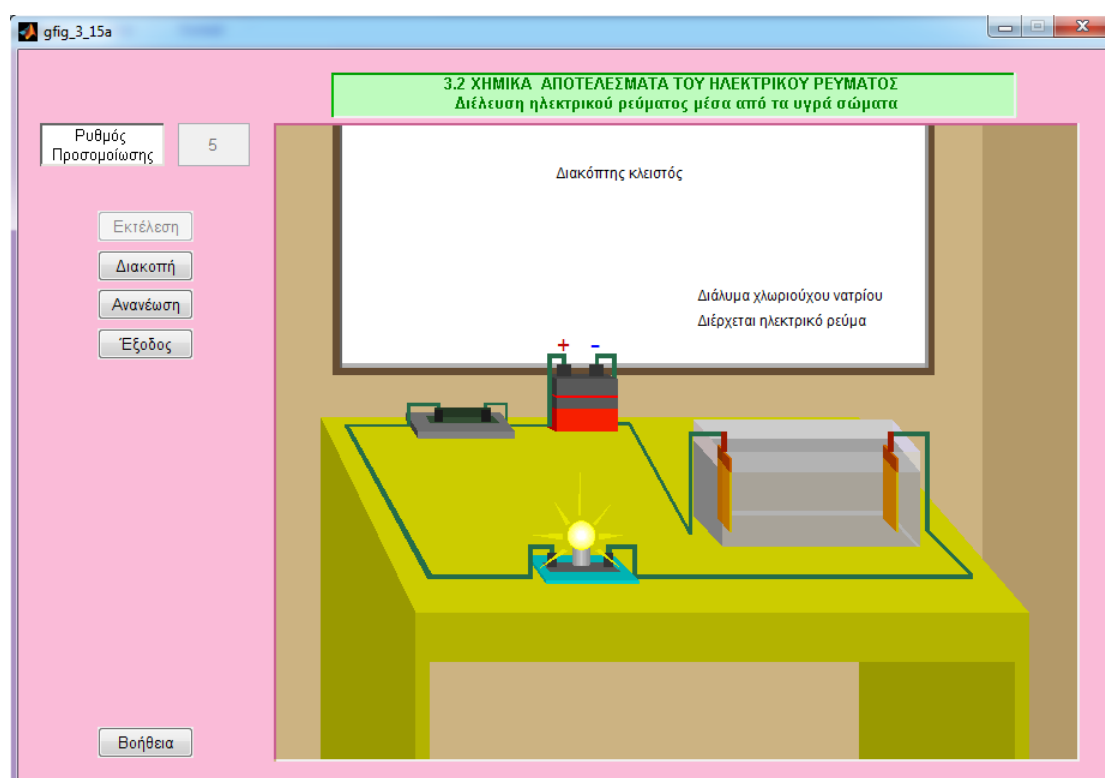 gfig_3_15a
3.2 ΧΗΜΙΚΑ ΑΠΟΤΕΛΕΣΜΑΤΑ ΤΟΥ ΗΛΕΚΤΡΙΚΟΥ ΡΕΥΜΑΤΟΣ
Διέλευση ηλεκτρικού ρεύματος μέσα από τα υγρά σώματα
Ρυθμός
Προσομοίωσης
5
Διακόπτης κλειστός
Εκτέλεση
Διακοπή
Ανανέωση
Έξοδος
Διάλυμα χλωριούχου νατρίου
Διέρχεται ηλεκτρικό ρεύμα
+ -
Βοήθεια